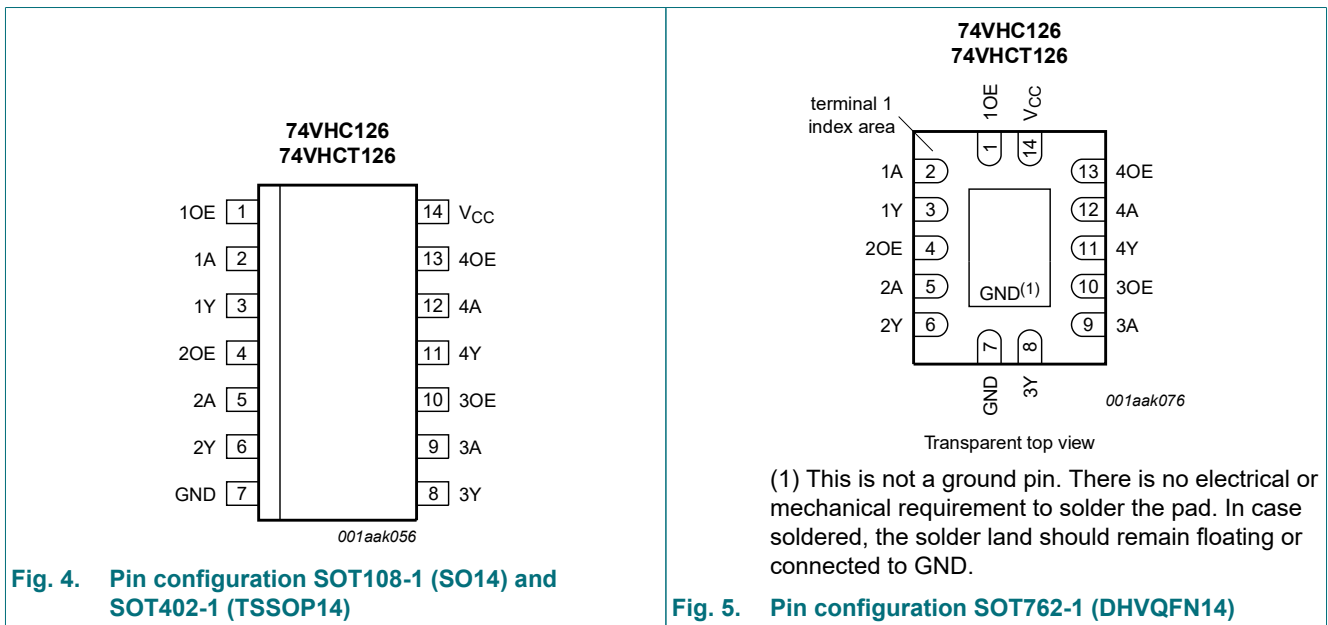 74VHC126
74VHCT126
1OE 1
1A 2
1Y 3
2OE 4
2A 5
2Y 6
GND 7
14 VCC
13 4OE
12 4A
11 4Y
10 3OE
9 3A
8 3Y
001aak056
Fig. 4. Pin configuration SOT108-1 (SO14) and
SOT402-1 (TSSOP14)
74VHC126
74VHCT126
terminal 1
index area
1OE
VCC
1
14
1A 2
1Y 3
2OE 4
2A 5
2Y 6
13 4OE
12 4A
11 4Y
10 3OE
9 3A
GND(1)
7
8
GND
3Y
001aak076
Transparent top view
(1) This is not a ground pin. There is no electrical or
mechanical requirement to solder the pad. In case
soldered, the solder land should remain floating or
connected to GND.
Fig. 5. Pin configuration SOT762-1 (DHVQFN14)